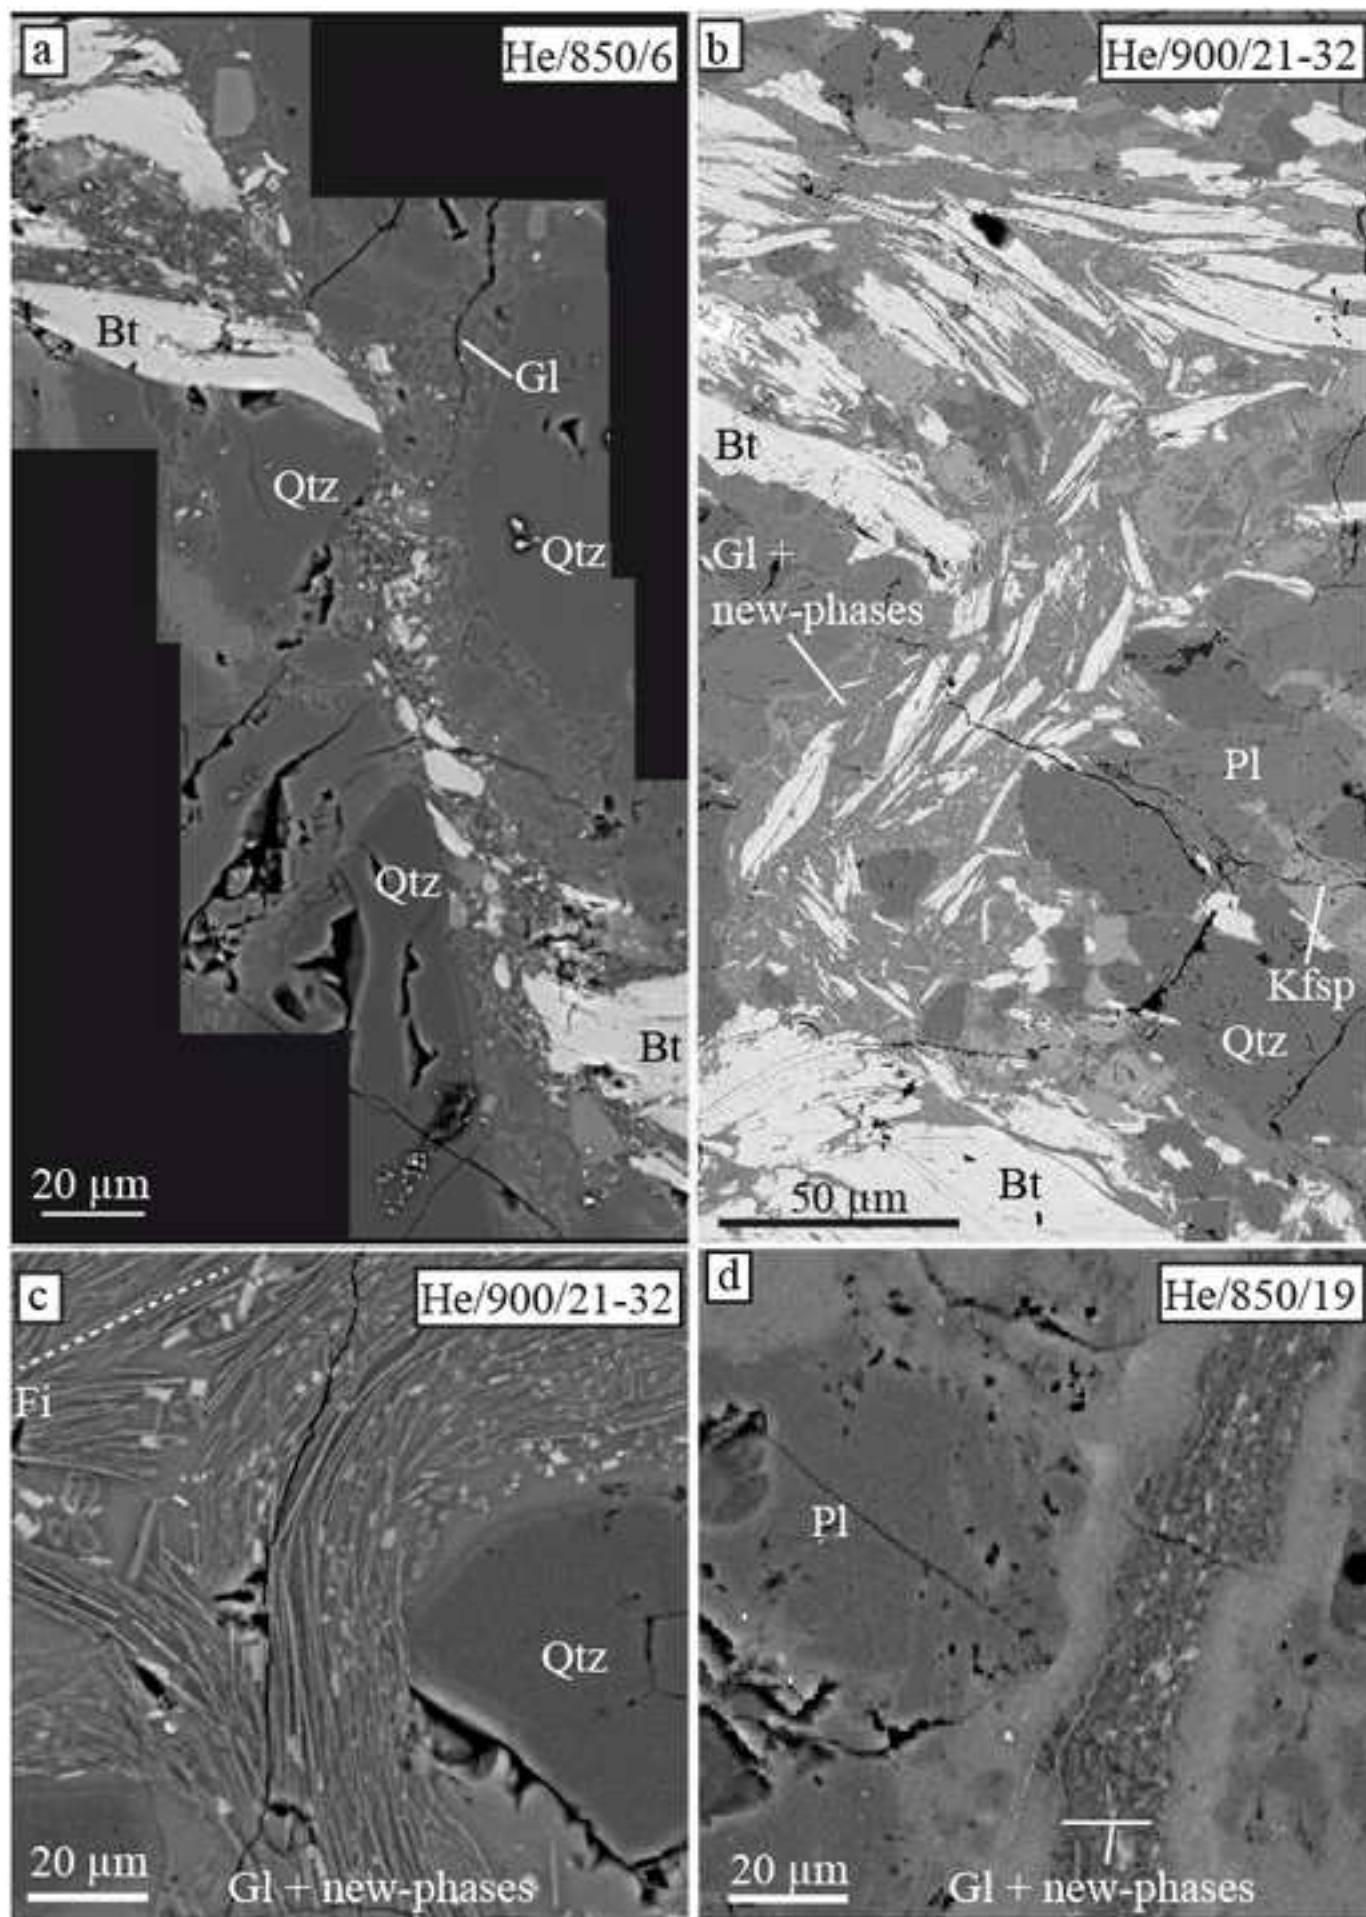 a
He/850/6
Bt
Gl
Qtz
Qtz
Qtz
Bt
20 µm
b
He/900/21-32
Bt
Gl +
new-phases
Pl
Kfsp
Qtz
Bt
50 µm
c
He/900/21-32
Fi
Qtz
20 µm
Gl + new-phases
d
He/850/19
Pl
20 µm
Gl + new-phases